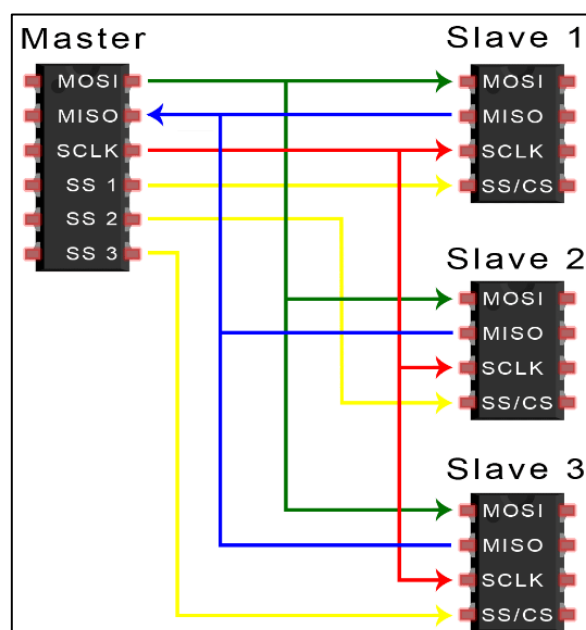 Master
MOSI
MISO
SCLK
SS 1
SS 2
SS 3
Slave 1
MOSI
MISO
SCLK
SS/CS
Slave 2
MOSI
MISO
SCLK
SS/CS
Slave 3
MOSI
MISO
SCLK
SS/CS